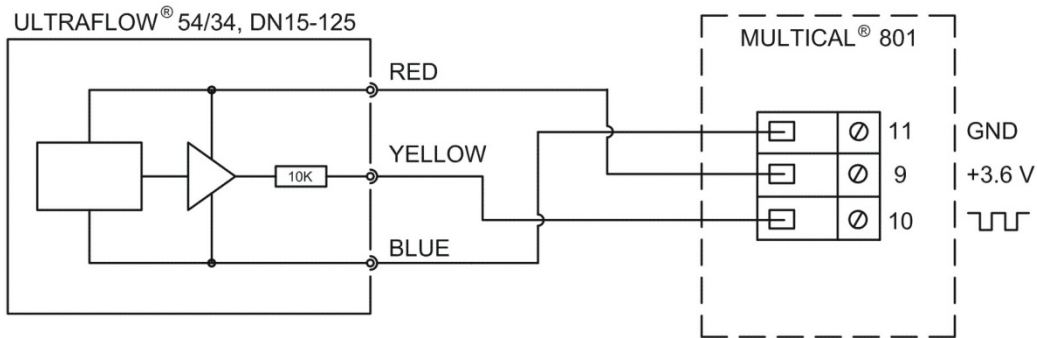 ULTRAFLOW® 54/34, DN15-125
MULTICAL® 801
RED
11 GND
YELLOW
9 +3.6 V
10K
10
BLUE